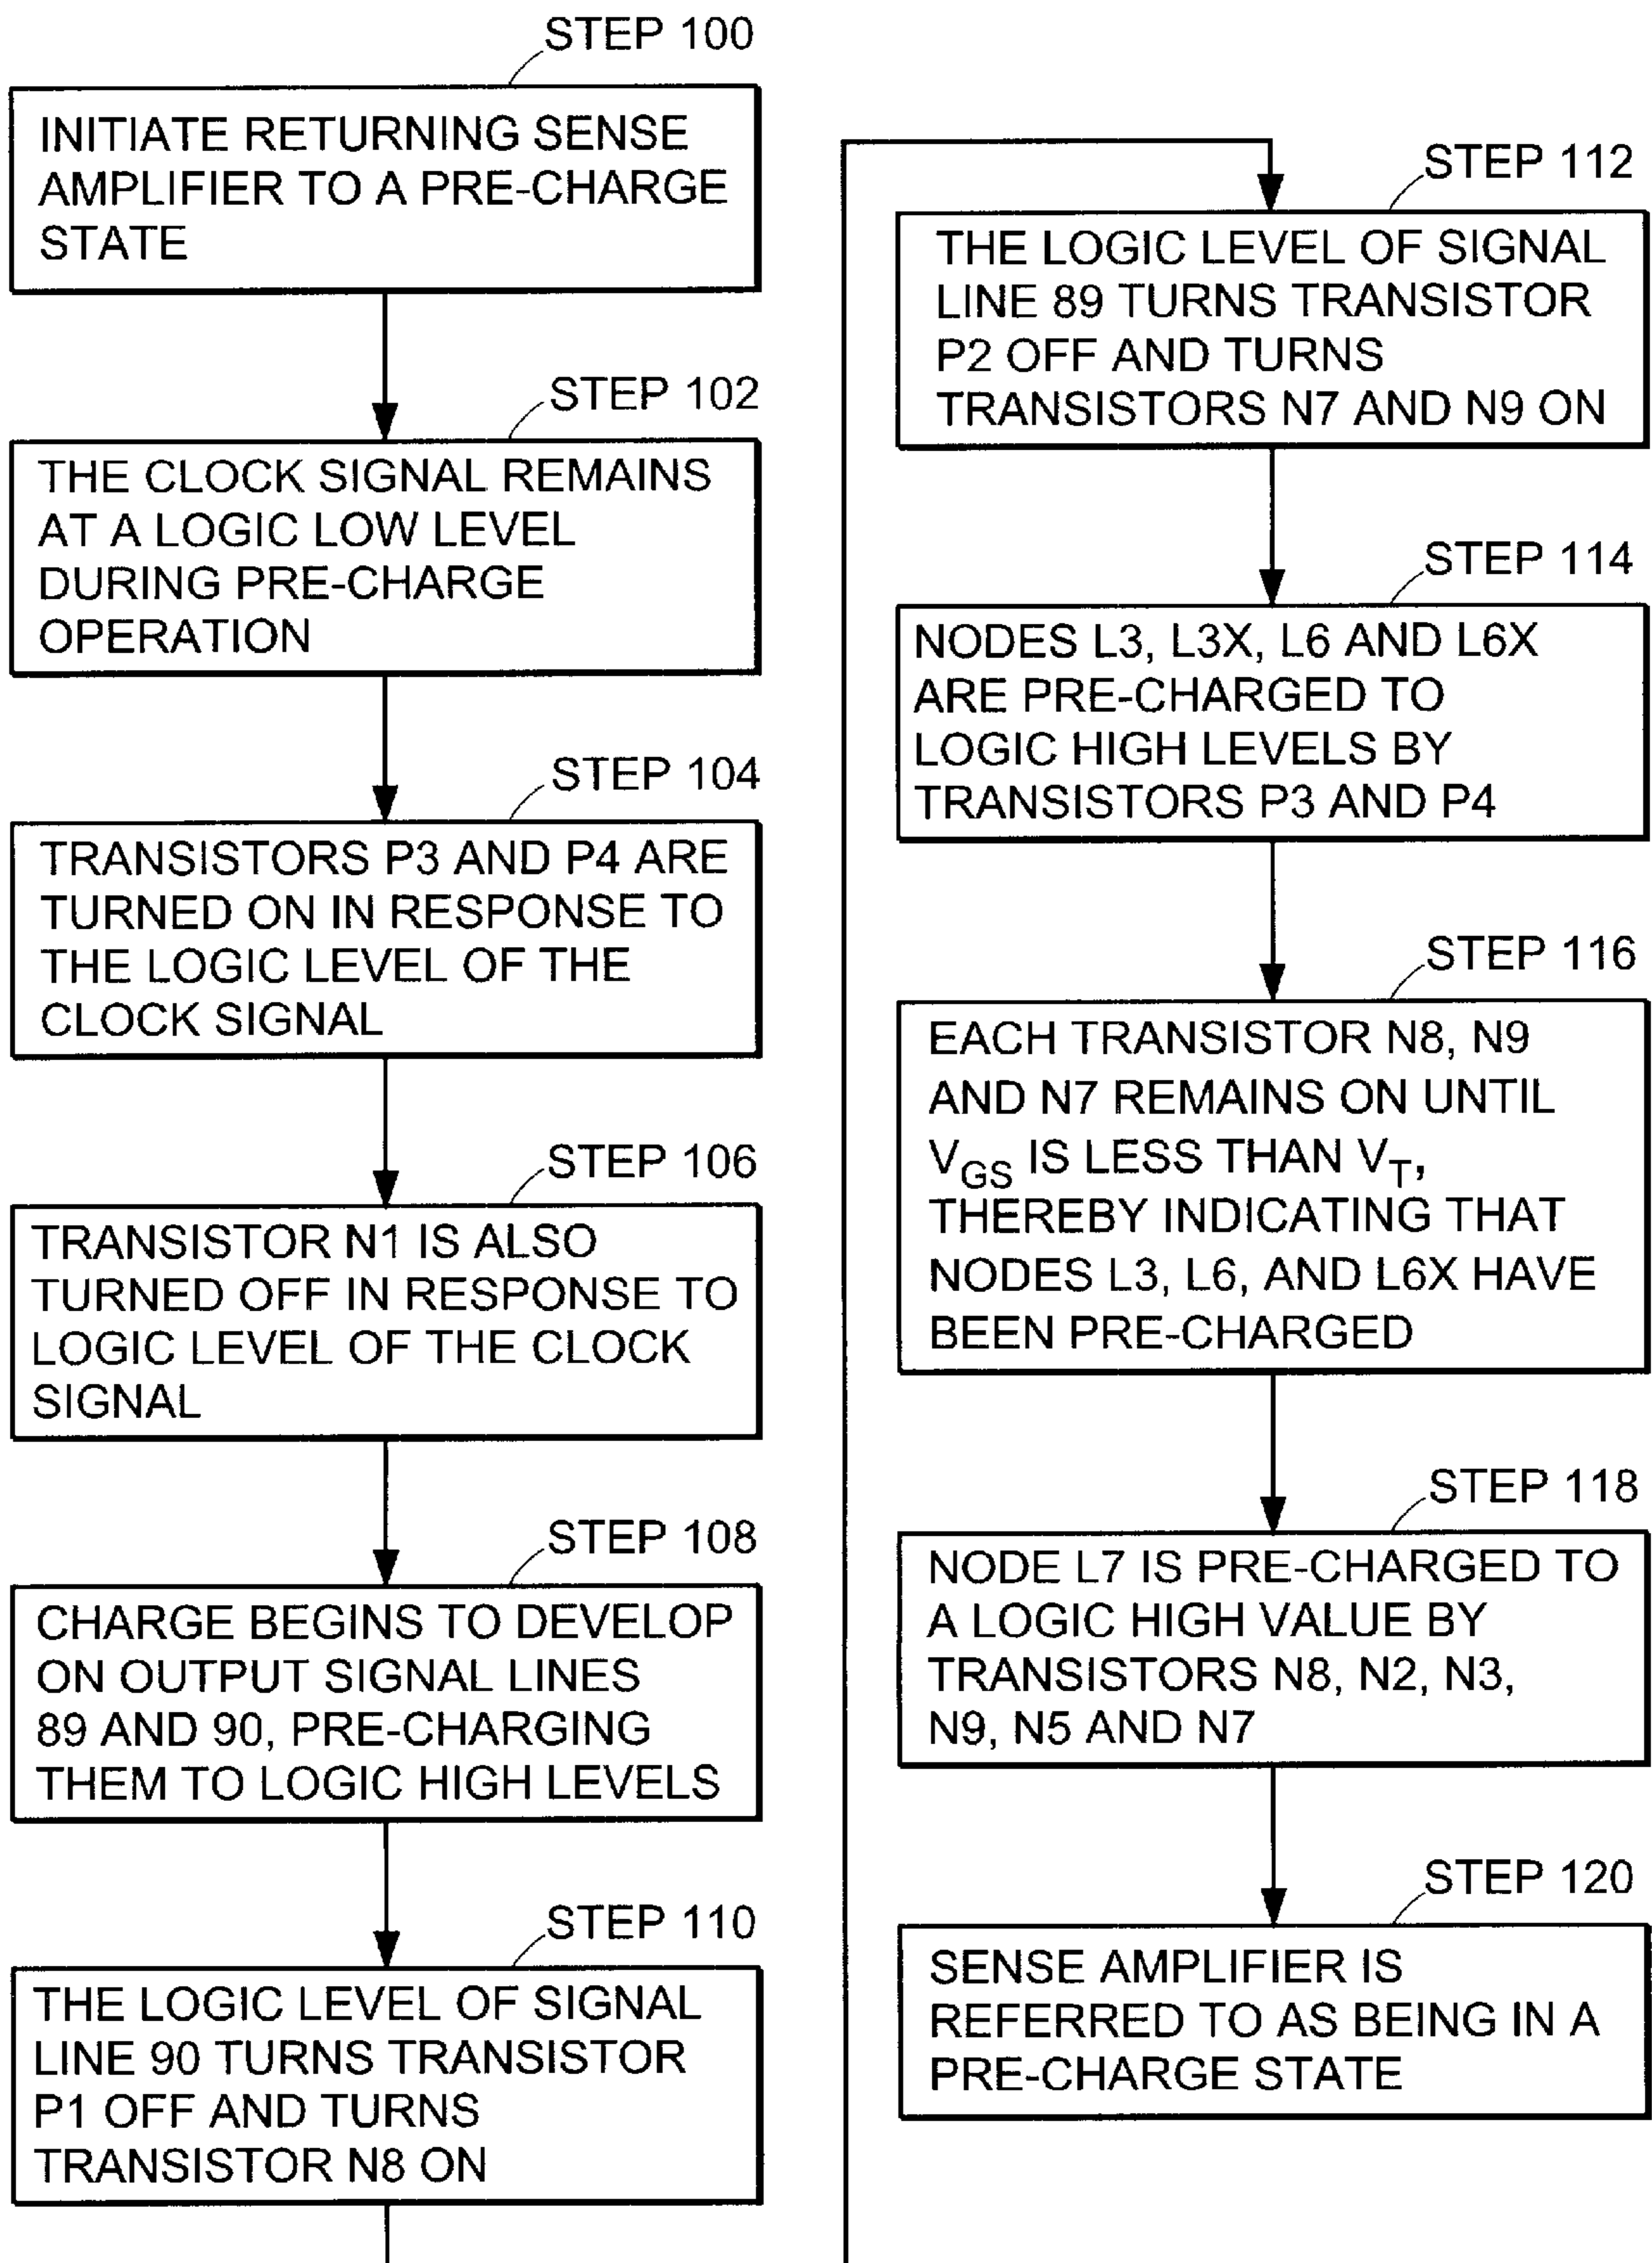 STEP 100
INITIATE RETURNING SENSE
AMPLIFIER TO A PRE-CHARGE
STATE
STEP 102
THE CLOCK SIGNAL REMAINS
AT A LOGIC LOW LEVEL
DURING PRE-CHARGE
OPERATION
STEP 104
TRANSISTORS P3 AND P4 ARE
TURNED ON IN RESPONSE TO
THE LOGIC LEVEL OF THE
CLOCK SIGNAL
STEP 106
TRANSISTOR N1 IS ALSO
TURNED OFF IN RESPONSE TO
LOGIC LEVEL OF THE CLOCK
SIGNAL
STEP 108
CHARGE BEGINS TO DEVELOP
ON OUTPUT SIGNAL LINES
89 AND 90, PRE-CHARGING
THEM TO LOGIC HIGH LEVELS
STEP 110
THE LOGIC LEVEL OF SIGNAL
LINE 90 TURNS TRANSISTOR
P1 OFF AND TURNS
TRANSISTOR N8 ON
STEP 112
THE LOGIC LEVEL OF SIGNAL
LINE 89 TURNS TRANSISTOR
P2 OFF AND TURNS
TRANSISTORS N7 AND N9 ON
STEP 114
NODES L3, L3X, L6 AND L6X
ARE PRE-CHARGED TO
LOGIC HIGH LEVELS BY
TRANSISTORS P3 AND P4
STEP 116
EACH TRANSISTOR N8, N9
AND N7 REMAINS ON UNTIL
VGS IS LESS THAN VT,
THEREBY INDICATING THAT
NODES L3, L6, AND L6X HAVE
BEEN PRE-CHARGED
STEP 118
NODE L7 IS PRE-CHARGED TO
A LOGIC HIGH VALUE BY
TRANSISTORS N8, N2, N3,
N9, N5 AND N7
STEP 120
SENSE AMPLIFIER IS
REFERRED TO AS BEING IN A
PRE-CHARGE STATE